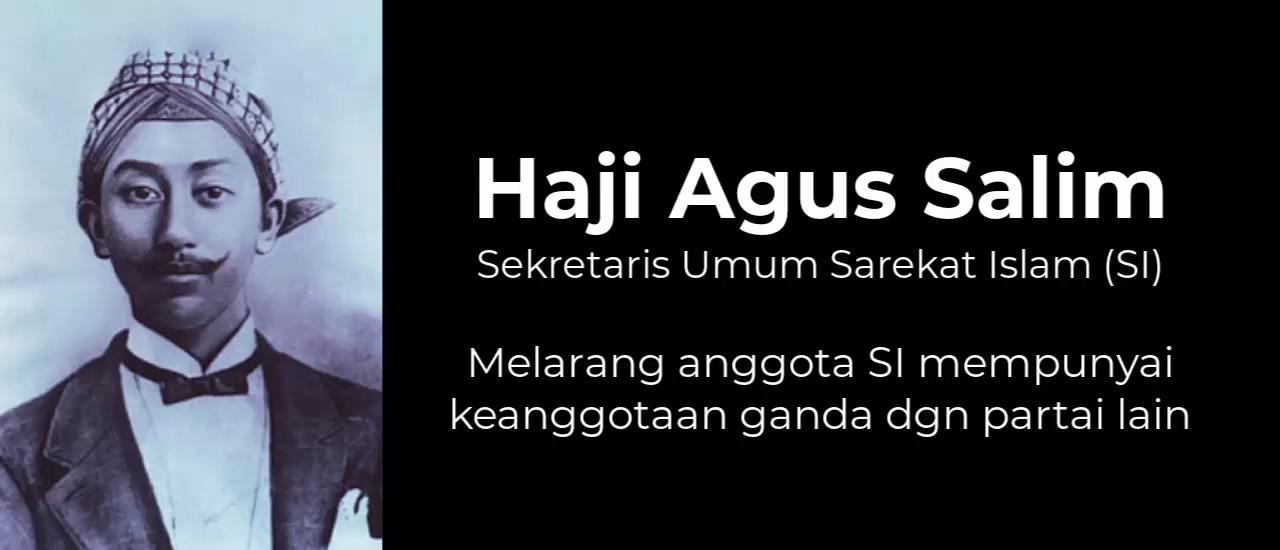 Haji Agus Salim
Sekretaris Umum Sarekat Islam (SI)
Melarang anggota SI mempunyai
keanggotaan ganda dgn partai lain